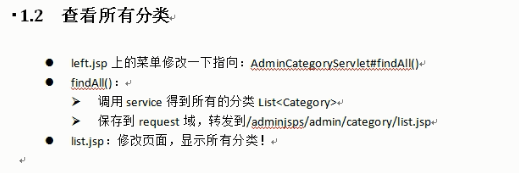 1.2 查看所有分类
left.jsp 上的菜单修改一下指向：AdminCategoryServlet#findAll()
findAll()：
调用 service 得到所有的分类 List<Category>
保存到 request 域，转发到/adminjsps/admin/category/list.jsp
list.jsp：修改页面，显示所有分类！